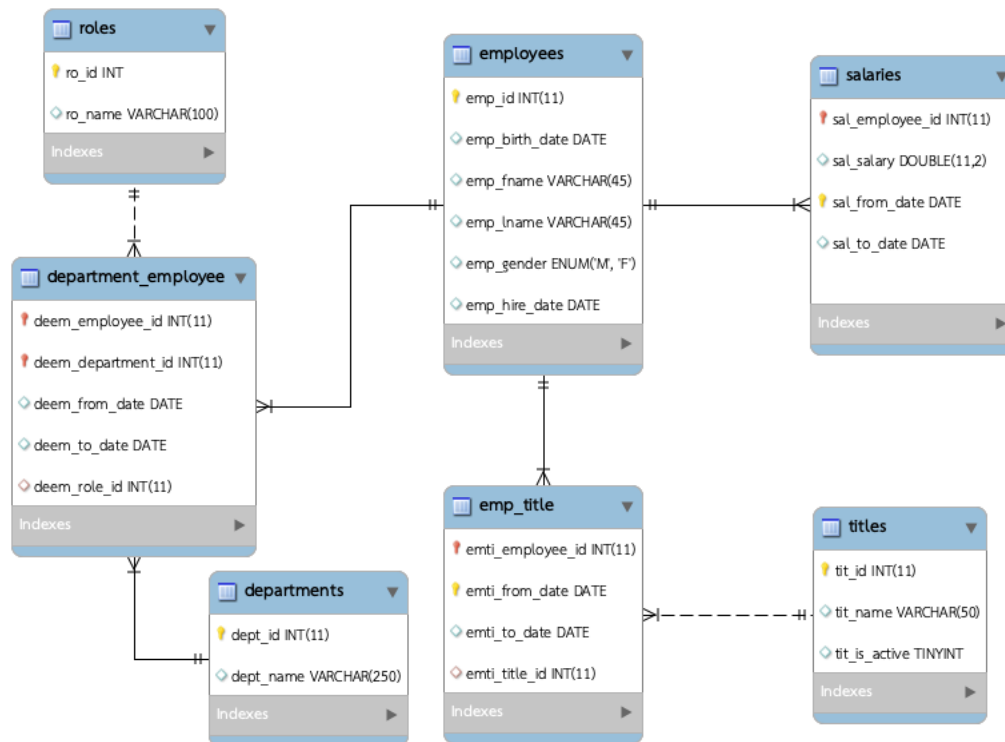 roles
ro_id INT
ro_name VARCHAR(100)
Indexes
employees
emp_id INT(11)
emp_birth_date DATE
emp_fname VARCHAR(45)
emp_lname VARCHAR(45)
emp_gender ENUM('M', 'F')
emp_hire_date DATE
Indexes
salaries
sal_employee_id INT(11)
sal_salary DOUBLE(11,2)
sal_from_date DATE
sal_to_date DATE
Indexes
department_employee
deem_employee_id INT(11)
deem_department_id INT(11)
deem_from_date DATE
deem_to_date DATE
deem_role_id INT(11)
Indexes
departments
dept_id INT(11)
dept_name VARCHAR(250)
Indexes
emp_title
emti_employee_id INT(11)
emti_from_date DATE
emti_to_date DATE
emti_title_id INT(11)
Indexes
titles
tit_id INT(11)
tit_name VARCHAR(50)
tit_is_active TINYINT
Indexes